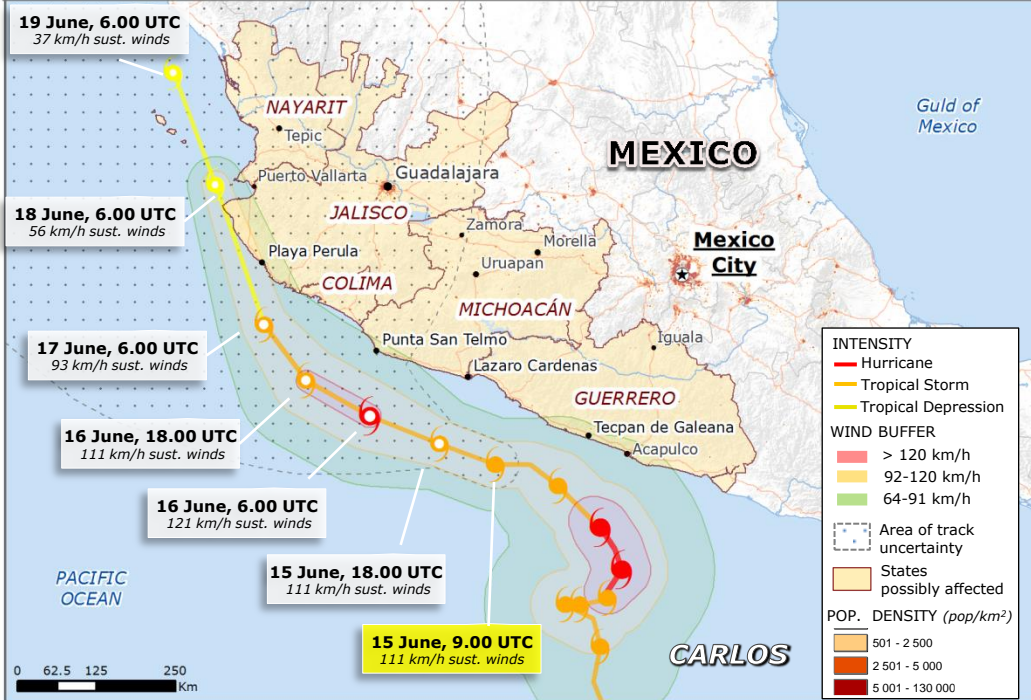 19 June, 6.00 UTC
37 km/h sust. winds
NAYARIT
Tepic
Guld of
Mexico
MEXICO
Puerto Vallarta
Guadalajara
18 June, 6.00 UTC
56 km/h sust. winds
JALISCO
Zamora
Morella
Mexico
City
Playa Perula
Uruapan
COLIMA
MICHOACÁN
17 June, 6.00 UTC
93 km/h sust. winds
Punta San Telmo
Iguala
Lazaro Cardenas
GUERRERO
16 June, 18.00 UTC
111 km/h sust. winds
Tecpan de Galeana
Acapulco
16 June, 6.00 UTC
121 km/h sust. winds
15 June, 18.00 UTC
111 km/h sust. winds
PACIFIC
OCEAN
15 June, 9.00 UTC
111 km/h sust. winds
CARLOS
0 62.5 125 250
Km
INTENSITY
Hurricane
Tropical Storm
Tropical Depression
WIND BUFFER
> 120 km/h
92-120 km/h
64-91 km/h
Area of track
uncertainty
States
possibly affected
POP. DENSITY (pop/km²)
501 - 2 500
2 501 - 5 000
5 001 - 130 000